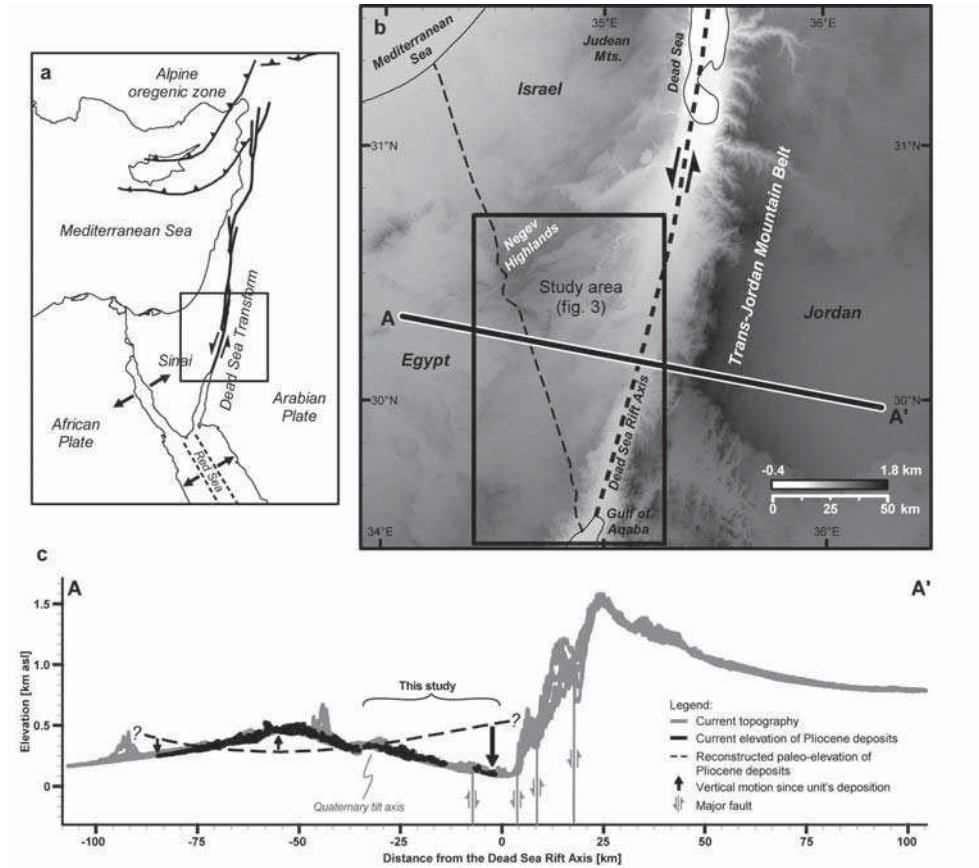 a
Alpine
oregenic zone
Mediterranean Sea
Dead Sea Transform
Sinai
African
Plate
Arabian
Plate
Red Sea
b
35°E
36°E
Mediterranean
Sea
Judean
Mts.
Dead Sea
Israel
31°N
31°N
Negev
Highlands
Study area
(fig. 3)
Trans-Jordan Mountain Belt
Jordan
A
Egypt
30°N
30°N
A'
Dead Sea Rift Axis
-0.4
1.8 km
0
25
50
km
Gulf of
Aqaba
34°E
36°E
c
A
A'
Elevation [km asl]
1.5
1.0
0.5
0
This study
?
?
Quaternary tilt axis
Legend:
Current topography
Current elevation of Pliocene deposits
Reconstructed paleo-elevation of
Pliocene deposits
Vertical motion since unit's deposition
Major fault
-100
-75
-50
-25
0
25
50
75
100
Distance from the Dead Sea Rift Axis [km]